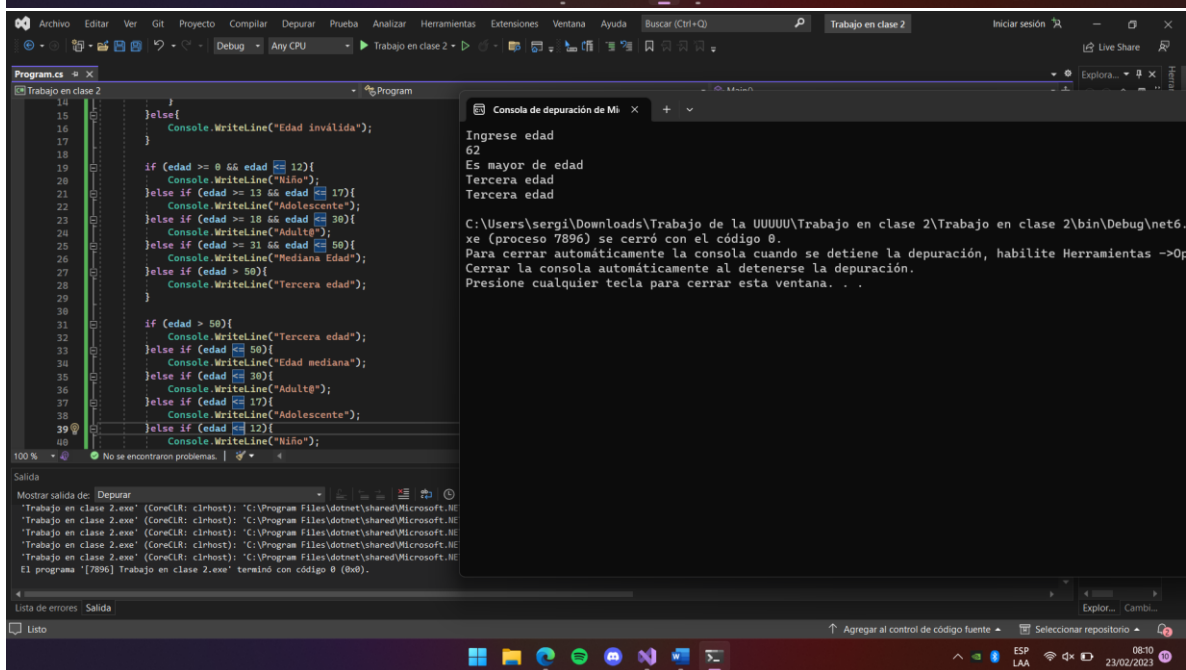 Archivo Editar Ver Git Proyecto Compilar Depurar Prueba Analizar Herramientas Extensiones Ventana Ayuda Buscar (Ctrl+Q) Trabajo en clase 2 Iniciar sesión
Debug Any CPU Trabajo en clase 2 Live Share
Program.cs Explora...
Trabajo en clase 2 Program Main()
14 }
15 }else{
16 Console.WriteLine("Edad inválida");
17 }
18
19 if (edad >= 0 && edad <= 12){
20 Console.WriteLine("Niño");
21 }else if (edad >= 13 && edad <= 17){
22 Console.WriteLine("Adolescente");
23 }else if (edad >= 18 && edad <= 30){
24 Console.WriteLine("Adult@");
25 }else if (edad >= 31 && edad <= 50){
26 Console.WriteLine("Mediana Edad");
27 }else if (edad > 50){
28 Console.WriteLine("Tercera edad");
29 }
30
31 if (edad > 50){
32 Console.WriteLine("Tercera edad");
33 }else if (edad <= 50){
34 Console.WriteLine("Edad mediana");
35 }else if (edad <= 30){
36 Console.WriteLine("Adult@");
37 }else if (edad <= 17){
38 Console.WriteLine("Adolescente");
39 }else if (edad <= 12){
40 Console.WriteLine("Niño");
100 % No se encontraron problemas.
Consola de depuración de Mi
Ingrese edad
62
Es mayor de edad
Tercera edad
Tercera edad
C:\Users\sergi\Downloads\Trabajo de la UUUUU\Trabajo en clase 2\Trabajo en clase 2\bin\Debug\net6.
xe (proceso 7896) se cerró con el código 0.
Para cerrar automáticamente la consola cuando se detiene la depuración, habilite Herramientas ->Op
Cerrar la consola automáticamente al detenerse la depuración.
Presione cualquier tecla para cerrar esta ventana. . .
Salida
Mostrar salida de: Depurar
'Trabajo en clase 2.exe' (CoreCLR: clrhost): 'C:\Program Files\dotnet\shared\Microsoft.NE
'Trabajo en clase 2.exe' (CoreCLR: clrhost): 'C:\Program Files\dotnet\shared\Microsoft.NE
'Trabajo en clase 2.exe' (CoreCLR: clrhost): 'C:\Program Files\dotnet\shared\Microsoft.NE
'Trabajo en clase 2.exe' (CoreCLR: clrhost): 'C:\Program Files\dotnet\shared\Microsoft.NE
'Trabajo en clase 2.exe' (CoreCLR: clrhost): 'C:\Program Files\dotnet\shared\Microsoft.NE
El programa '[7896] Trabajo en clase 2.exe' terminó con código 0 (0x0).
Lista de errores Salida Explor... Cambi...
Listo Agregar al control de código fuente Seleccionar repositorio
ESP
LAA
08:10
23/02/2023